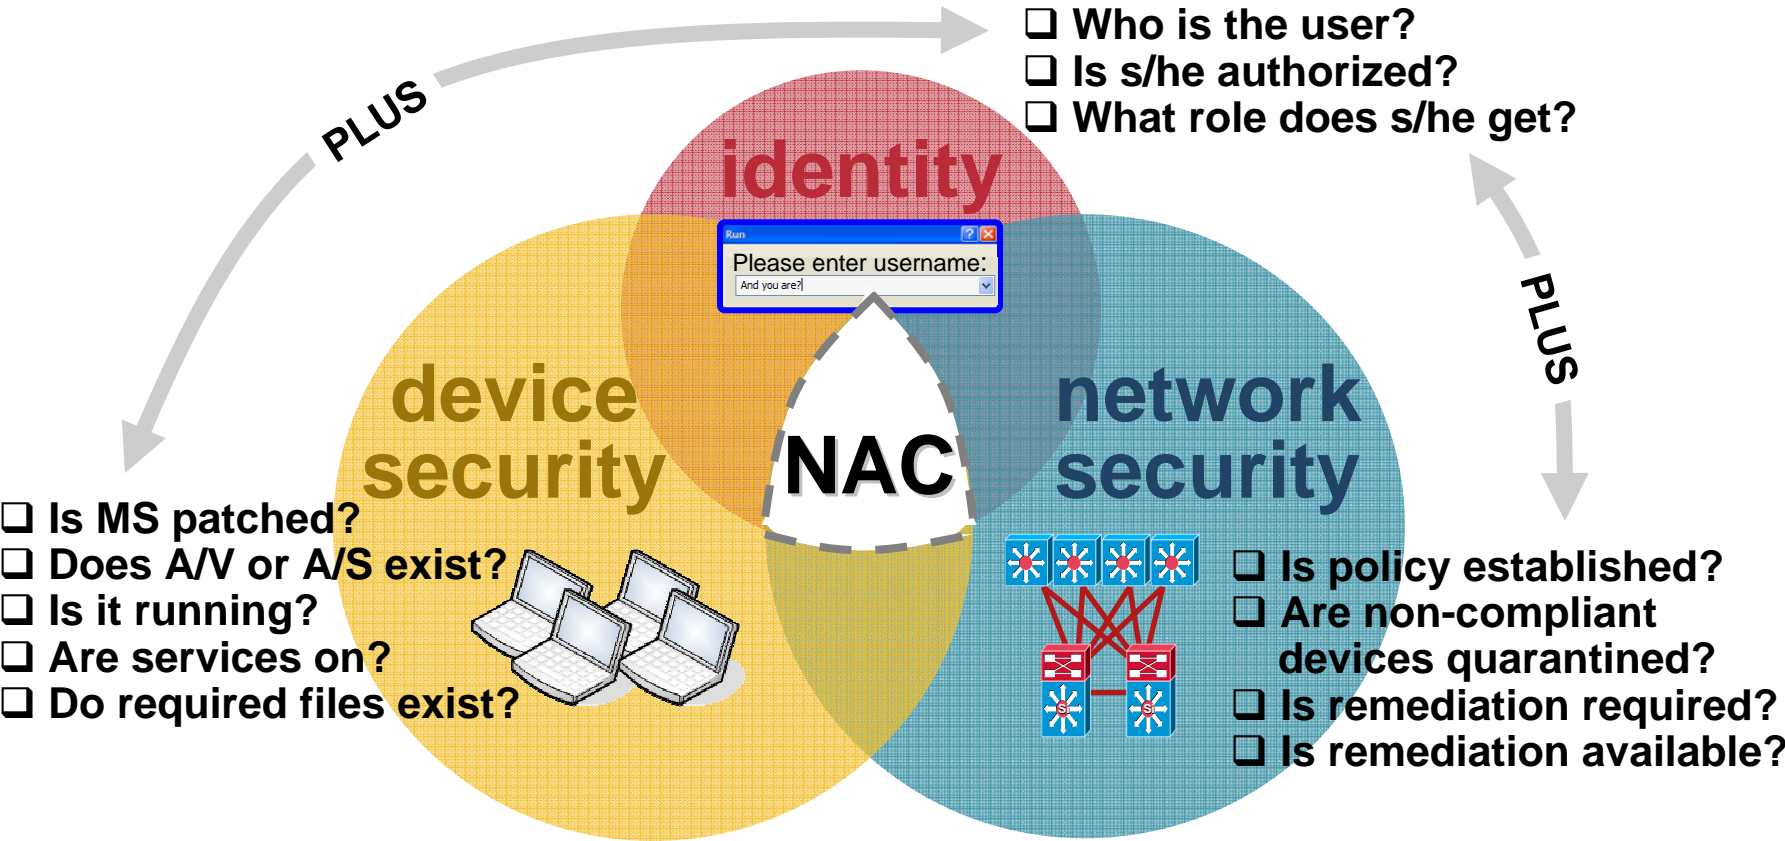 ❑ Who is the user?
❑ Is s/he authorized?
❑ What role does s/he get?
PLUS
identity
Run
Please enter username:
And you are?
PLUS
device
security
network
security
NAC
❑ Is MS patched?
❑ Does A/V or A/S exist?
❑ Is it running?
❑ Are services on?
❑ Do required files exist?
❑ Is policy established?
❑ Are non-compliant
devices quarantined?
❑ Is remediation required?
❑ Is remediation available?
Si
Si